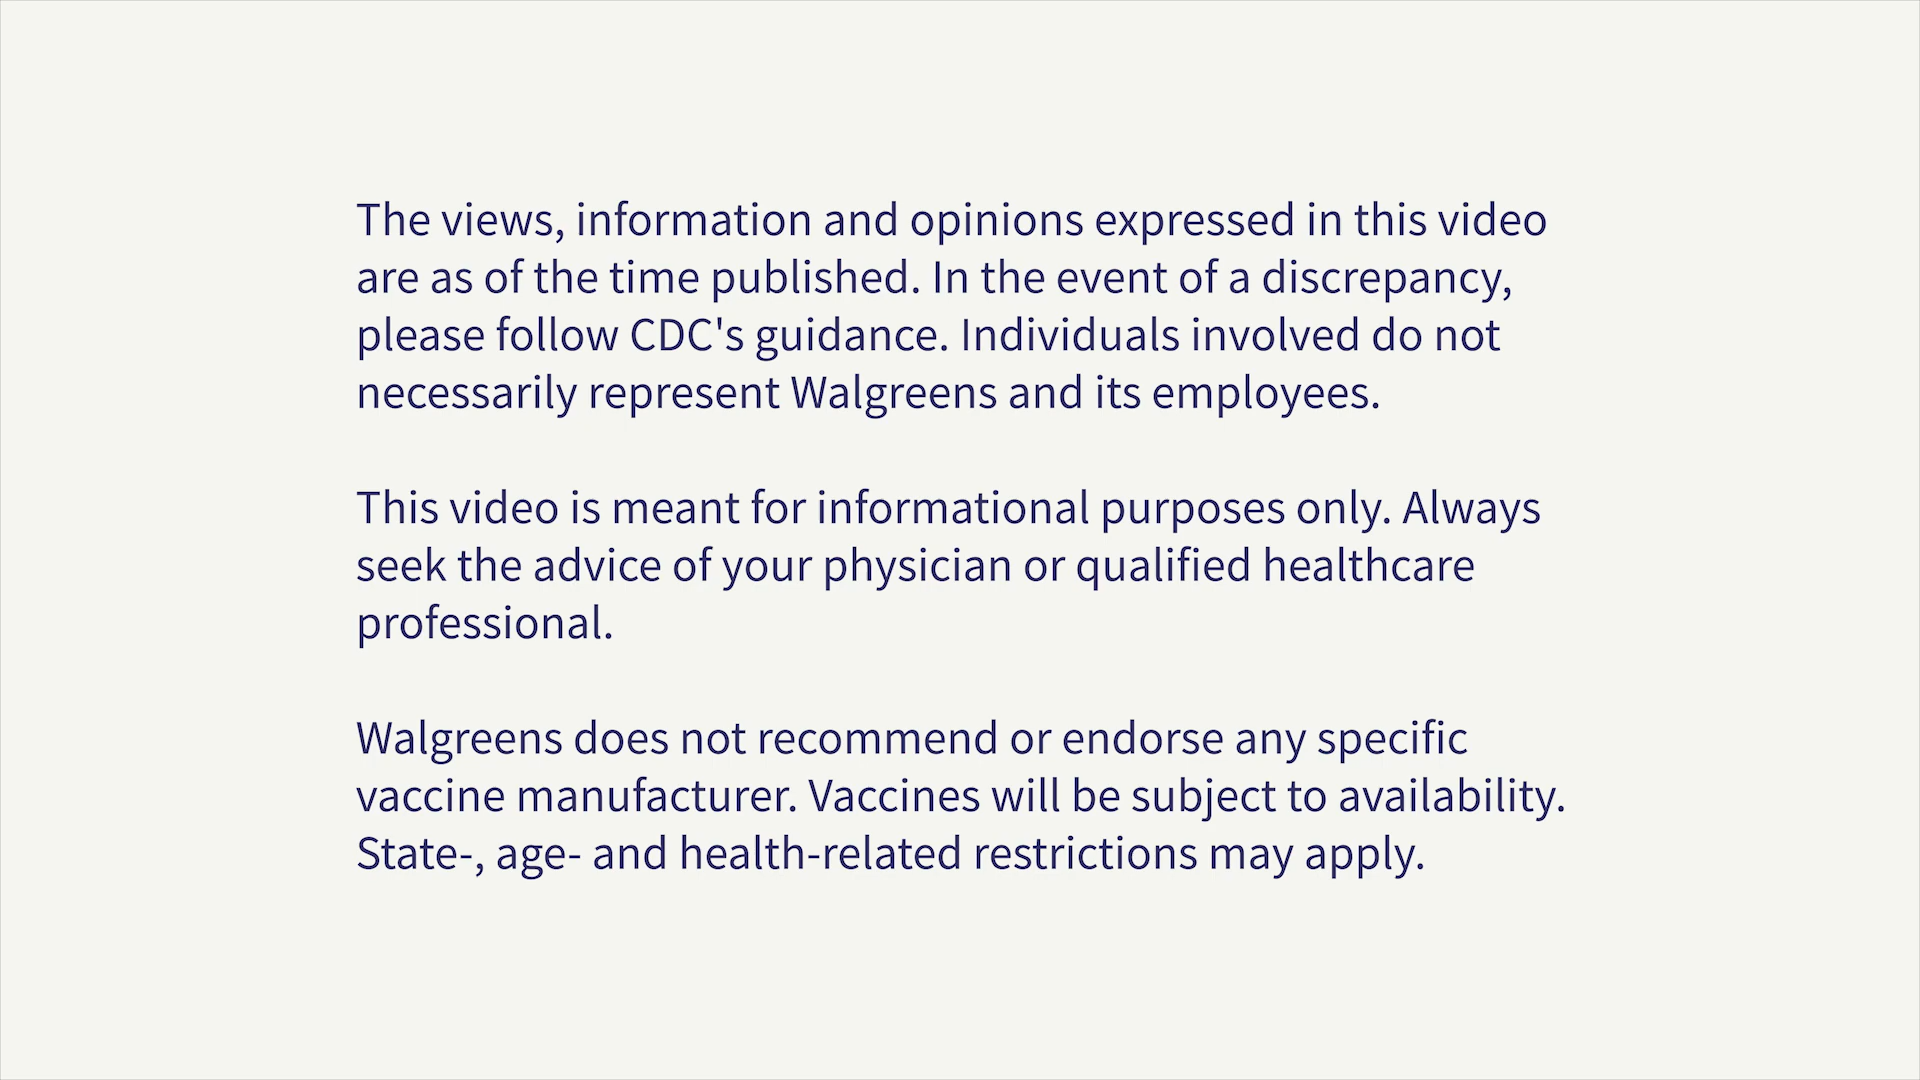 The views, information and opinions expressed in this video
are as of the time published. In the event of a discrepancy,
please follow CDC's guidance. Individuals involved do not
necessarily represent Walgreens and its employees.
This video is meant for informational purposes only. Always
seek the advice of your physician or qualified healthcare
professional.
Walgreens does not recommend or endorse any specific
vaccine manufacturer. Vaccines will be subject to availability.
State-, age- and health-related restrictions may apply.